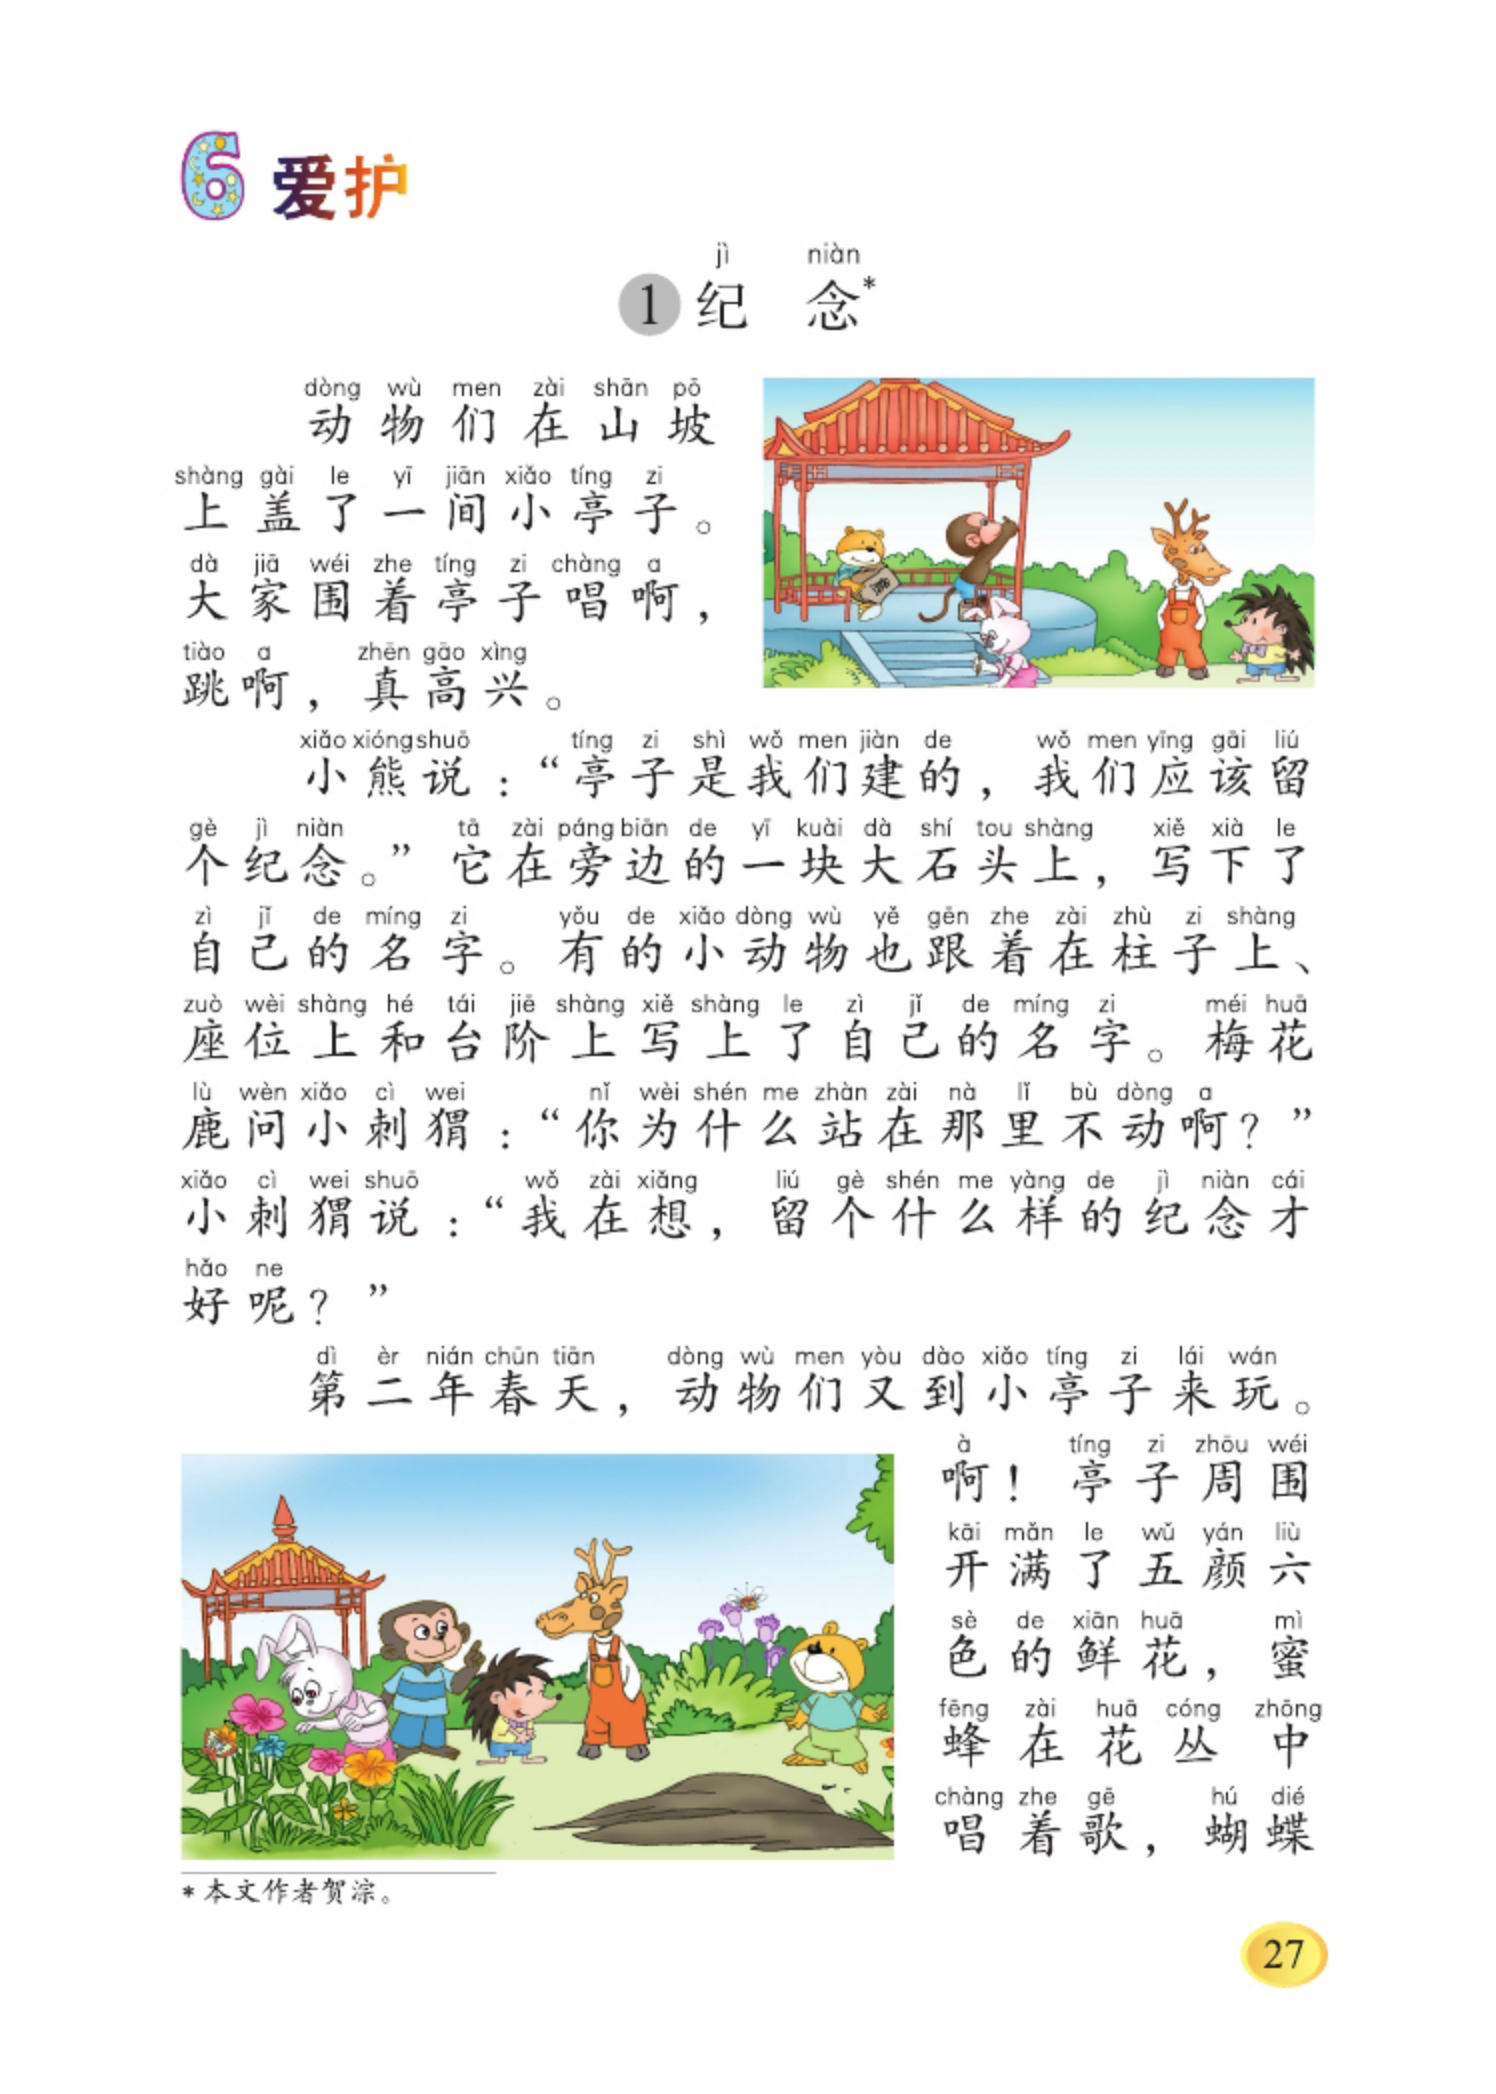 6 爱护
jì niàn
1 纪 念*
dòng wù men zài shān pō
动 物 们 在 山 坡
shàng gài le yī jiān xiǎo tíng zi
上 盖 了 一 间 小 亭 子 。
dà jiā wéi zhe tíng zi chàng a
大 家 围 着 亭 子 唱 啊 ，
tiào a zhēn gāo xìng
跳 啊 ， 真 高 兴 。
xiǎo xióng shuō tíng zi shì wǒ men jiàn de wǒ men yīng gāi liú
小 熊 说 ：“ 亭 子 是 我 们 建 的 ， 我 们 应 该 留
gè jì niàn tā zài páng biān de yī kuài dà shí tou shàng xiě xià le
个 纪 念 。” 它 在 旁 边 的 一 块 大 石 头 上 ， 写 下 了
zì jǐ de míng zi yǒu de xiǎo dòng wù yě gēn zhe zài zhù zi shàng
自 己 的 名 字 。 有 的 小 动 物 也 跟 着 在 柱 子 上 、
zuò wèi shàng hé tái jiē shàng xiě shàng le zì jǐ de míng zi méi huā
座 位 上 和 台 阶 上 写 上 了 自 己 的 名 字 。 梅 花
lù wèn xiǎo cì wei nǐ wèi shén me zhàn zài nà lǐ bù dòng a
鹿 问 小 刺 猬 ：“ 你 为 什 么 站 在 那 里 不 动 啊 ？ ”
xiǎo cì wei shuō wǒ zài xiǎng liú gè shén me yàng de jì niàn cái
小 刺 猬 说 ：“ 我 在 想 ， 留 个 什 么 样 的 纪 念 才
hǎo ne
好 呢 ？ ”
dì èr nián chūn tiān dòng wù men yòu dào xiǎo tíng zi lái wán
第 二 年 春 天 ， 动 物 们 又 到 小 亭 子 来 玩 。
à tíng zi zhōu wéi
啊 ！ 亭 子 周 围
kāi mǎn le wǔ yán liù
开 满 了 五 颜 六
sè de xiān huā mì
色 的 鲜 花 ， 蜜
fēng zài huā cóng zhōng
蜂 在 花 丛 中
chàng zhe gē hú dié
唱 着 歌 ， 蝴 蝶
* 本文作者贺淙。
27